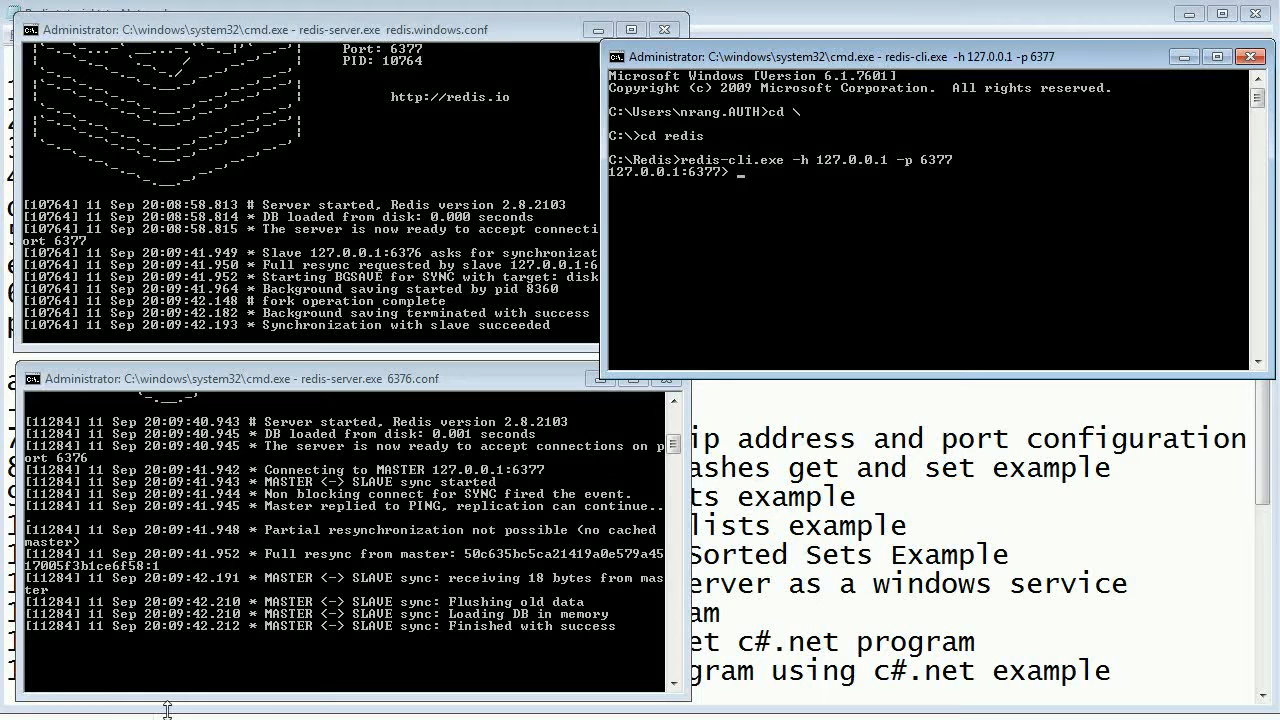 Administrator: C:\windows\system32\cmd.exe - redis-server.exe redis.windows.conf
Port: 6377
PID: 10764
http://redis.io
[10764] 11 Sep 20:08:58.813 # Server started, Redis version 2.8.2103
[10764] 11 Sep 20:08:58.814 * DB loaded from disk: 0.000 seconds
[10764] 11 Sep 20:08:58.815 * The server is now ready to accept connecti
ort 6377
[10764] 11 Sep 20:09:41.949 * Slave 127.0.0.1:6376 asks for synchronizat
[10764] 11 Sep 20:09:41.950 * Full resync requested by slave 127.0.0.1:6
[10764] 11 Sep 20:09:41.952 * Starting BGSAVE for SYNC with target: disk
[10764] 11 Sep 20:09:41.964 * Background saving started by pid 8360
[10764] 11 Sep 20:09:42.148 # fork operation complete
[10764] 11 Sep 20:09:42.182 * Background saving terminated with success
[10764] 11 Sep 20:09:42.193 * Synchronization with slave succeeded
Administrator: C:\windows\system32\cmd.exe - redis-cli.exe -h 127.0.0.1 -p 6377
Microsoft Windows [Version 6.1.7601]
Copyright (c) 2009 Microsoft Corporation. All rights reserved.
C:\Users\nrang.AUTH>cd \
C:\>cd redis
C:\Redis>redis-cli.exe -h 127.0.0.1 -p 6377
127.0.0.1:6377> _
Administrator: C:\windows\system32\cmd.exe - redis-server.exe 6376.conf
[11284] 11 Sep 20:09:40.943 # Server started, Redis version 2.8.2103
[11284] 11 Sep 20:09:40.945 * DB loaded from disk: 0.001 seconds
[11284] 11 Sep 20:09:40.945 * The server is now ready to accept connections on p
ort 6376
[11284] 11 Sep 20:09:41.942 * Connecting to MASTER 127.0.0.1:6377
[11284] 11 Sep 20:09:41.943 * MASTER <-> SLAVE sync started
[11284] 11 Sep 20:09:41.944 * Non blocking connect for SYNC fired the event.
[11284] 11 Sep 20:09:41.945 * Master replied to PING, replication can continue..
.
[11284] 11 Sep 20:09:41.948 * Partial resynchronization not possible (no cached
master)
[11284] 11 Sep 20:09:41.952 * Full resync from master: 50c635bc5ca21419a0e579a45
17005f3b1ce6f58:1
[11284] 11 Sep 20:09:42.191 * MASTER <-> SLAVE sync: receiving 18 bytes from mas
ter
[11284] 11 Sep 20:09:42.210 * MASTER <-> SLAVE sync: Flushing old data
[11284] 11 Sep 20:09:42.210 * MASTER <-> SLAVE sync: Loading DB in memory
[11284] 11 Sep 20:09:42.212 * MASTER <-> SLAVE sync: Finished with success
ip address and port configuration
ashes get and set example
ts example
lists example
Sorted Sets Example
erver as a windows service
am
et c#.net program
gram using c#.net example